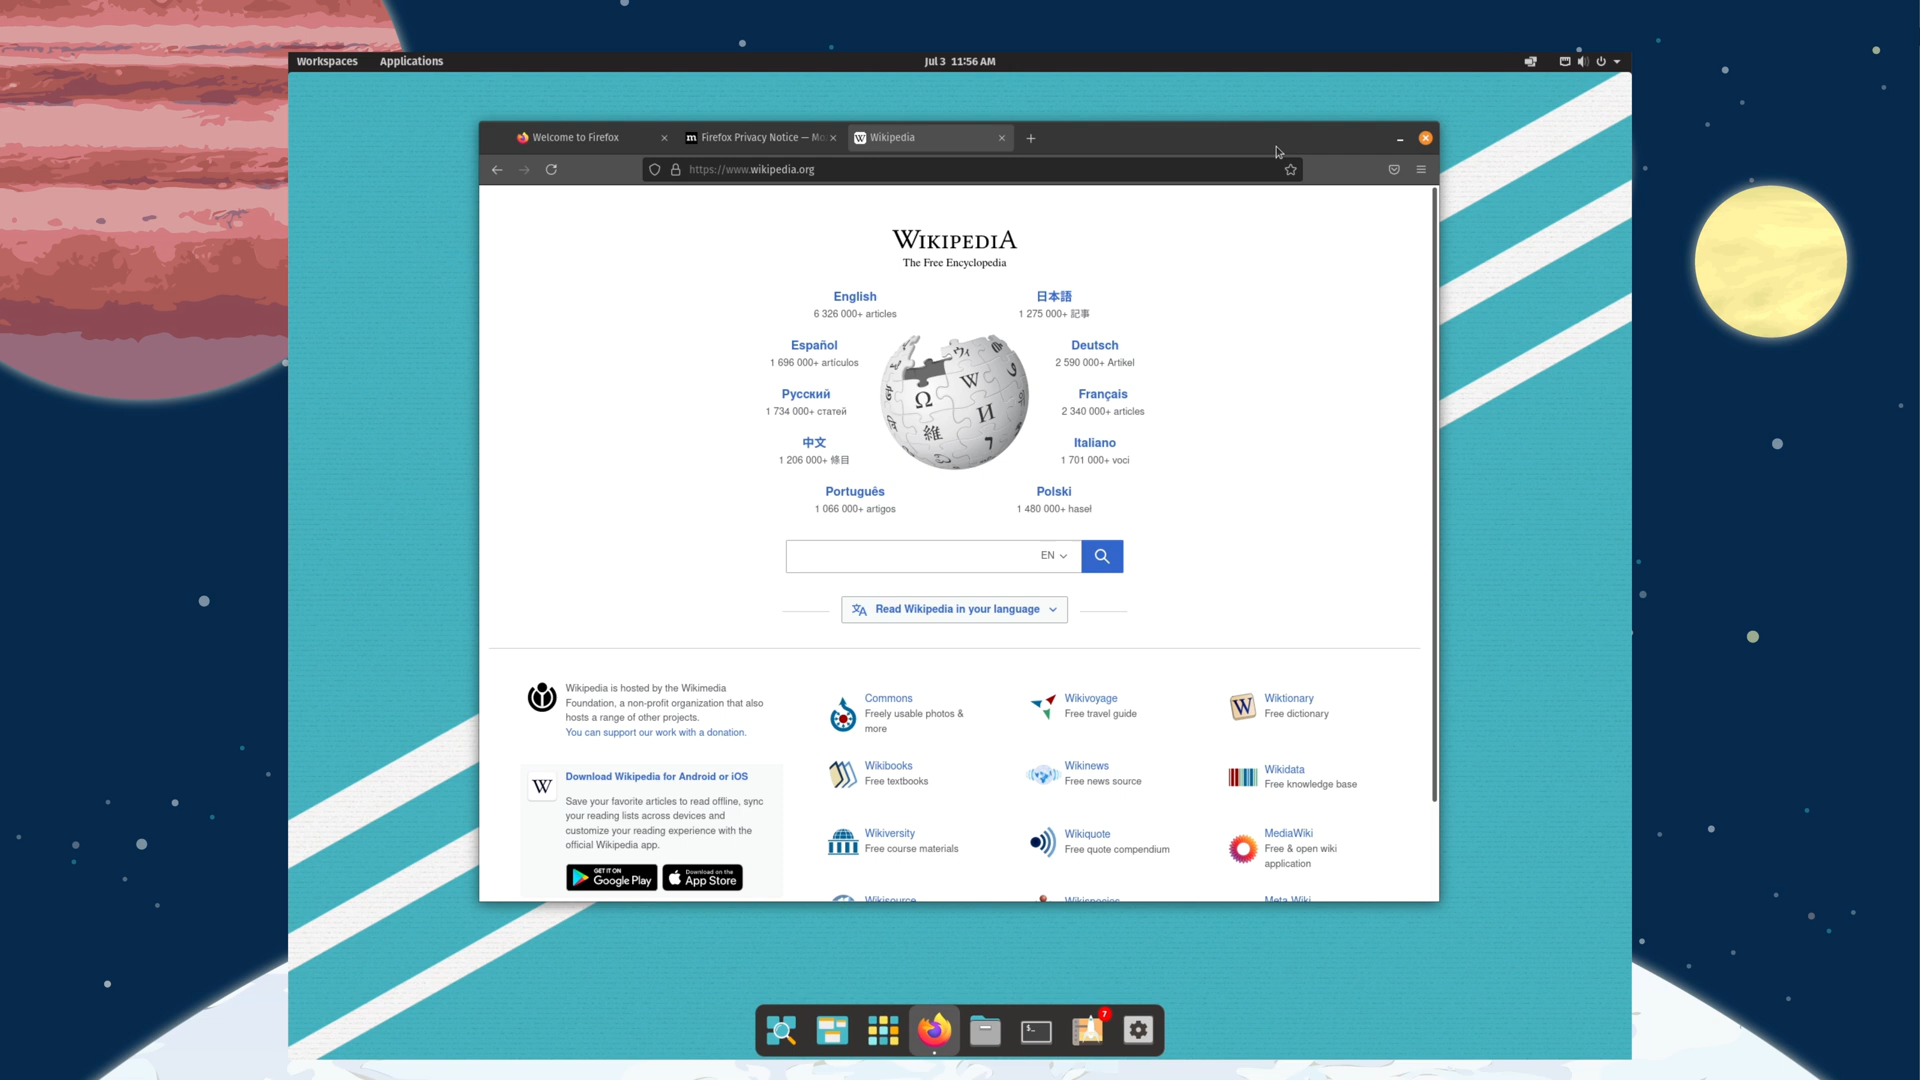 Workspaces Applications Jul 3 11:56 AM
Welcome to Firefox Firefox Privacy Notice — Mo Wikipedia
https://www.wikipedia.org
WIKIPEDIA
The Free Encyclopedia
English 日本語
6 326 000+ articles 1 275 000+ 記事
Español Deutsch
1 696 000+ artículos 2 590 000+ Artikel
Русский Français
1 734 000+ статей 2 340 000+ articles
中文 Italiano
1 206 000+ 條目 1 701 000+ voci
Português Polski
1 066 000+ artigos 1 480 000+ haseł
EN
Read Wikipedia in your language
Wikipedia is hosted by the Wikimedia
Foundation, a non-profit organization that also
hosts a range of other projects.
You can support our work with a donation.
Download Wikipedia for Android or iOS
Save your favorite articles to read offline, sync
your reading lists across devices and
customize your reading experience with the
official Wikipedia app.
GET IT ON Google Play
Download on the App Store
Commons
Freely usable photos &
more
Wikivoyage
Free travel guide
Wiktionary
Free dictionary
Wikibooks
Free textbooks
Wikinews
Free news source
Wikidata
Free knowledge base
Wikiversity
Free course materials
Wikiquote
Free quote compendium
MediaWiki
Free & open wiki
application
Wikisource Wikispecies Meta-Wiki
7